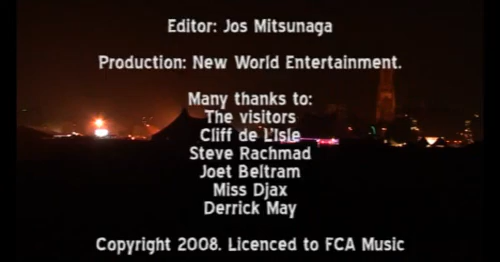 Editor: Jos Mitsunaga
Production: New World Entertainment.
Many thanks to:
The visitors
Cliff de L'Isle
Steve Rachmad
Joet Beltram
Miss Djax
Derrick May
Copyright 2008. Licenced to FCA Music